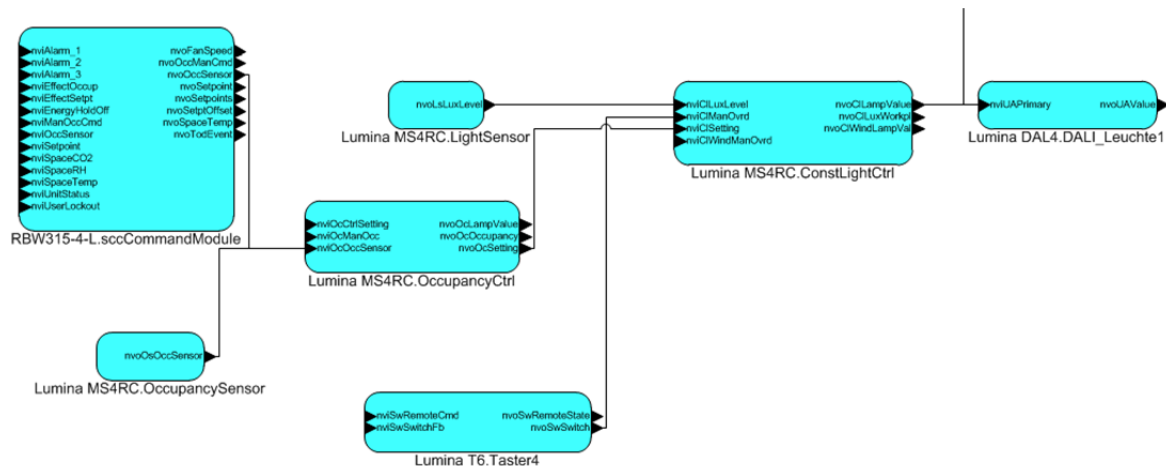 nviAlarm_1
nviAlarm_2
nviAlarm_3
nviEffectOccup
nviEffectSetpt
nviEnergyHoldOff
nviManOccCmd
nviOccSensor
nviSetpoint
nviSpaceCO2
nviSpaceRH
nviSpaceTemp
nviUnitStatus
nviUserLockout
nvoFanSpeed
nvoOccManCmd
nvoOccSensor
nvoSetpoint
nvoSetpoints
nvoSetptOffset
nvoSpaceTemp
nvoTodEvent
RBW315-4-L.sccCommandModule
nvoLsLuxLevel
Lumina MS4RC.LightSensor
nviClLuxLevel
nviClManOvrd
nviClSetting
nviClWindManOvrd
nvoClLampValue
nvoClLuxWorkpl
nvoClWindLampVal
Lumina MS4RC.ConstLightCtrl
nviUAPrimary
nvoUAValue
Lumina DAL4.DALI_Leuchte1
nviOcCtrlSetting
nviOcManOcc
nviOcOccSensor
nvoOcLampValue
nvoOcOccupancy
nvoOcSetting
Lumina MS4RC.OccupancyCtrl
nvoOsOccSensor
Lumina MS4RC.OccupancySensor
nviSwRemoteCmd
nviSwSwitchFb
nvoSwRemoteState
nvoSwSwitch
Lumina T6.Taster4